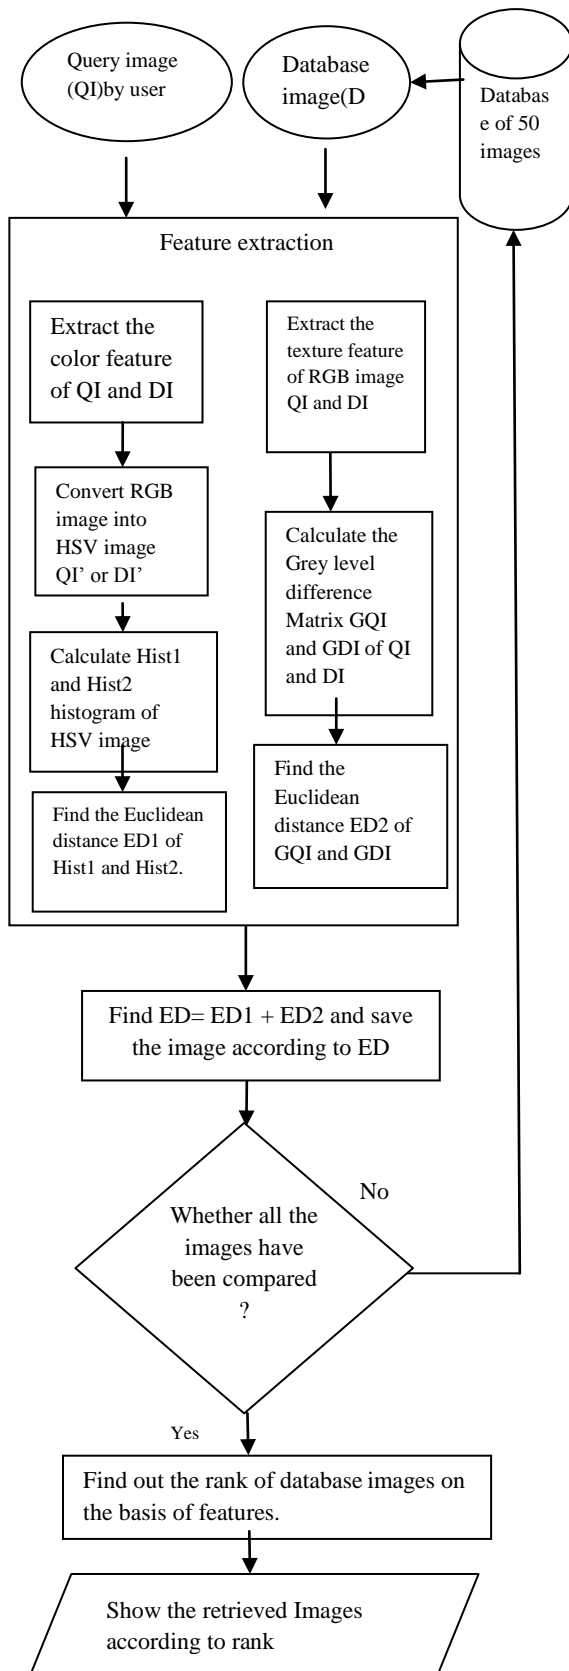 Query image
(QI)by user
Database
image(D
Databas
e of 50
images
Feature extraction
Extract the
color feature
of QI and DI
Convert RGB
image into
HSV image
QI’ or DI’
Calculate Hist1
and Hist2
histogram of
HSV image
Find the Euclidean
distance ED1 of
Hist1 and Hist2.
Extract the
texture feature
of RGB image
QI and DI
Calculate the
Grey level
difference
Matrix GQI
and GDI of QI
and DI
Find the
Euclidean
distance ED2 of
GQI and GDI
Find ED= ED1 + ED2 and save
the image according to ED
Whether all the
images have
been compared
?
No
Yes
Find out the rank of database images on
the basis of features.
Show the retrieved Images
according to rank